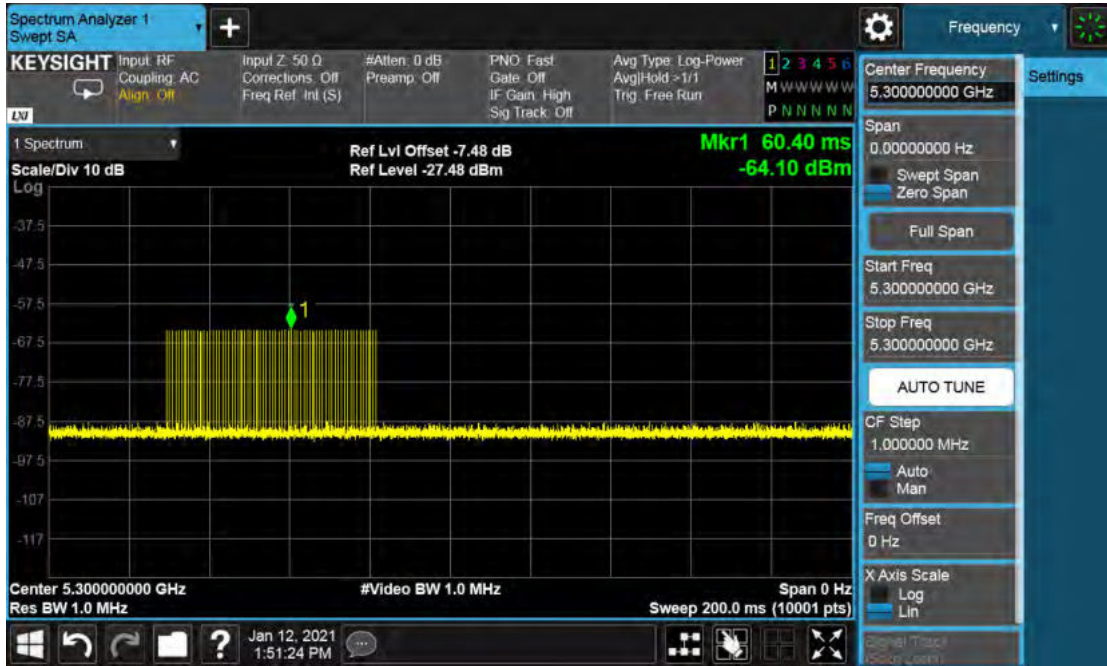 Spectrum Analyzer 1
Swept SA
+
Frequency
KEYSIGHT
Input: RF
Coupling: AC
Align: Off
Input Z: 50 Ω
Corrections: Off
Freq Ref: Int (S)
#Atten: 0 dB
Preamp: Off
PNO: Fast
Gate: Off
IF Gain: High
Sig Track: Off
Avg Type: Log-Power
Avg|Hold >1/1
Trig: Free Run
1 2 3 4 5 6
M W W W W W
P N N N N N
LXI
Center Frequency
5.300000000 GHz
Settings
Span
0.00000000 Hz
Swept Span
Zero Span
Full Span
Start Freq
5.300000000 GHz
Stop Freq
5.300000000 GHz
AUTO TUNE
CF Step
1.000000 MHz
Auto
Man
Freq Offset
0 Hz
X Axis Scale
Log
Lin
Signal Track
(Span Zoom)
1 Spectrum
Scale/Div 10 dB
Log
Ref Lvl Offset -7.48 dB
Ref Level -27.48 dBm
Mkr1 60.40 ms
-64.10 dBm
-37.5
-47.5
-57.5
1
-67.5
-77.5
-87.5
-97.5
-107
-117
Center 5.300000000 GHz
Res BW 1.0 MHz
#Video BW 1.0 MHz
Span 0 Hz
Sweep 200.0 ms (10001 pts)
?
Jan 12, 2021
1:51:24 PM